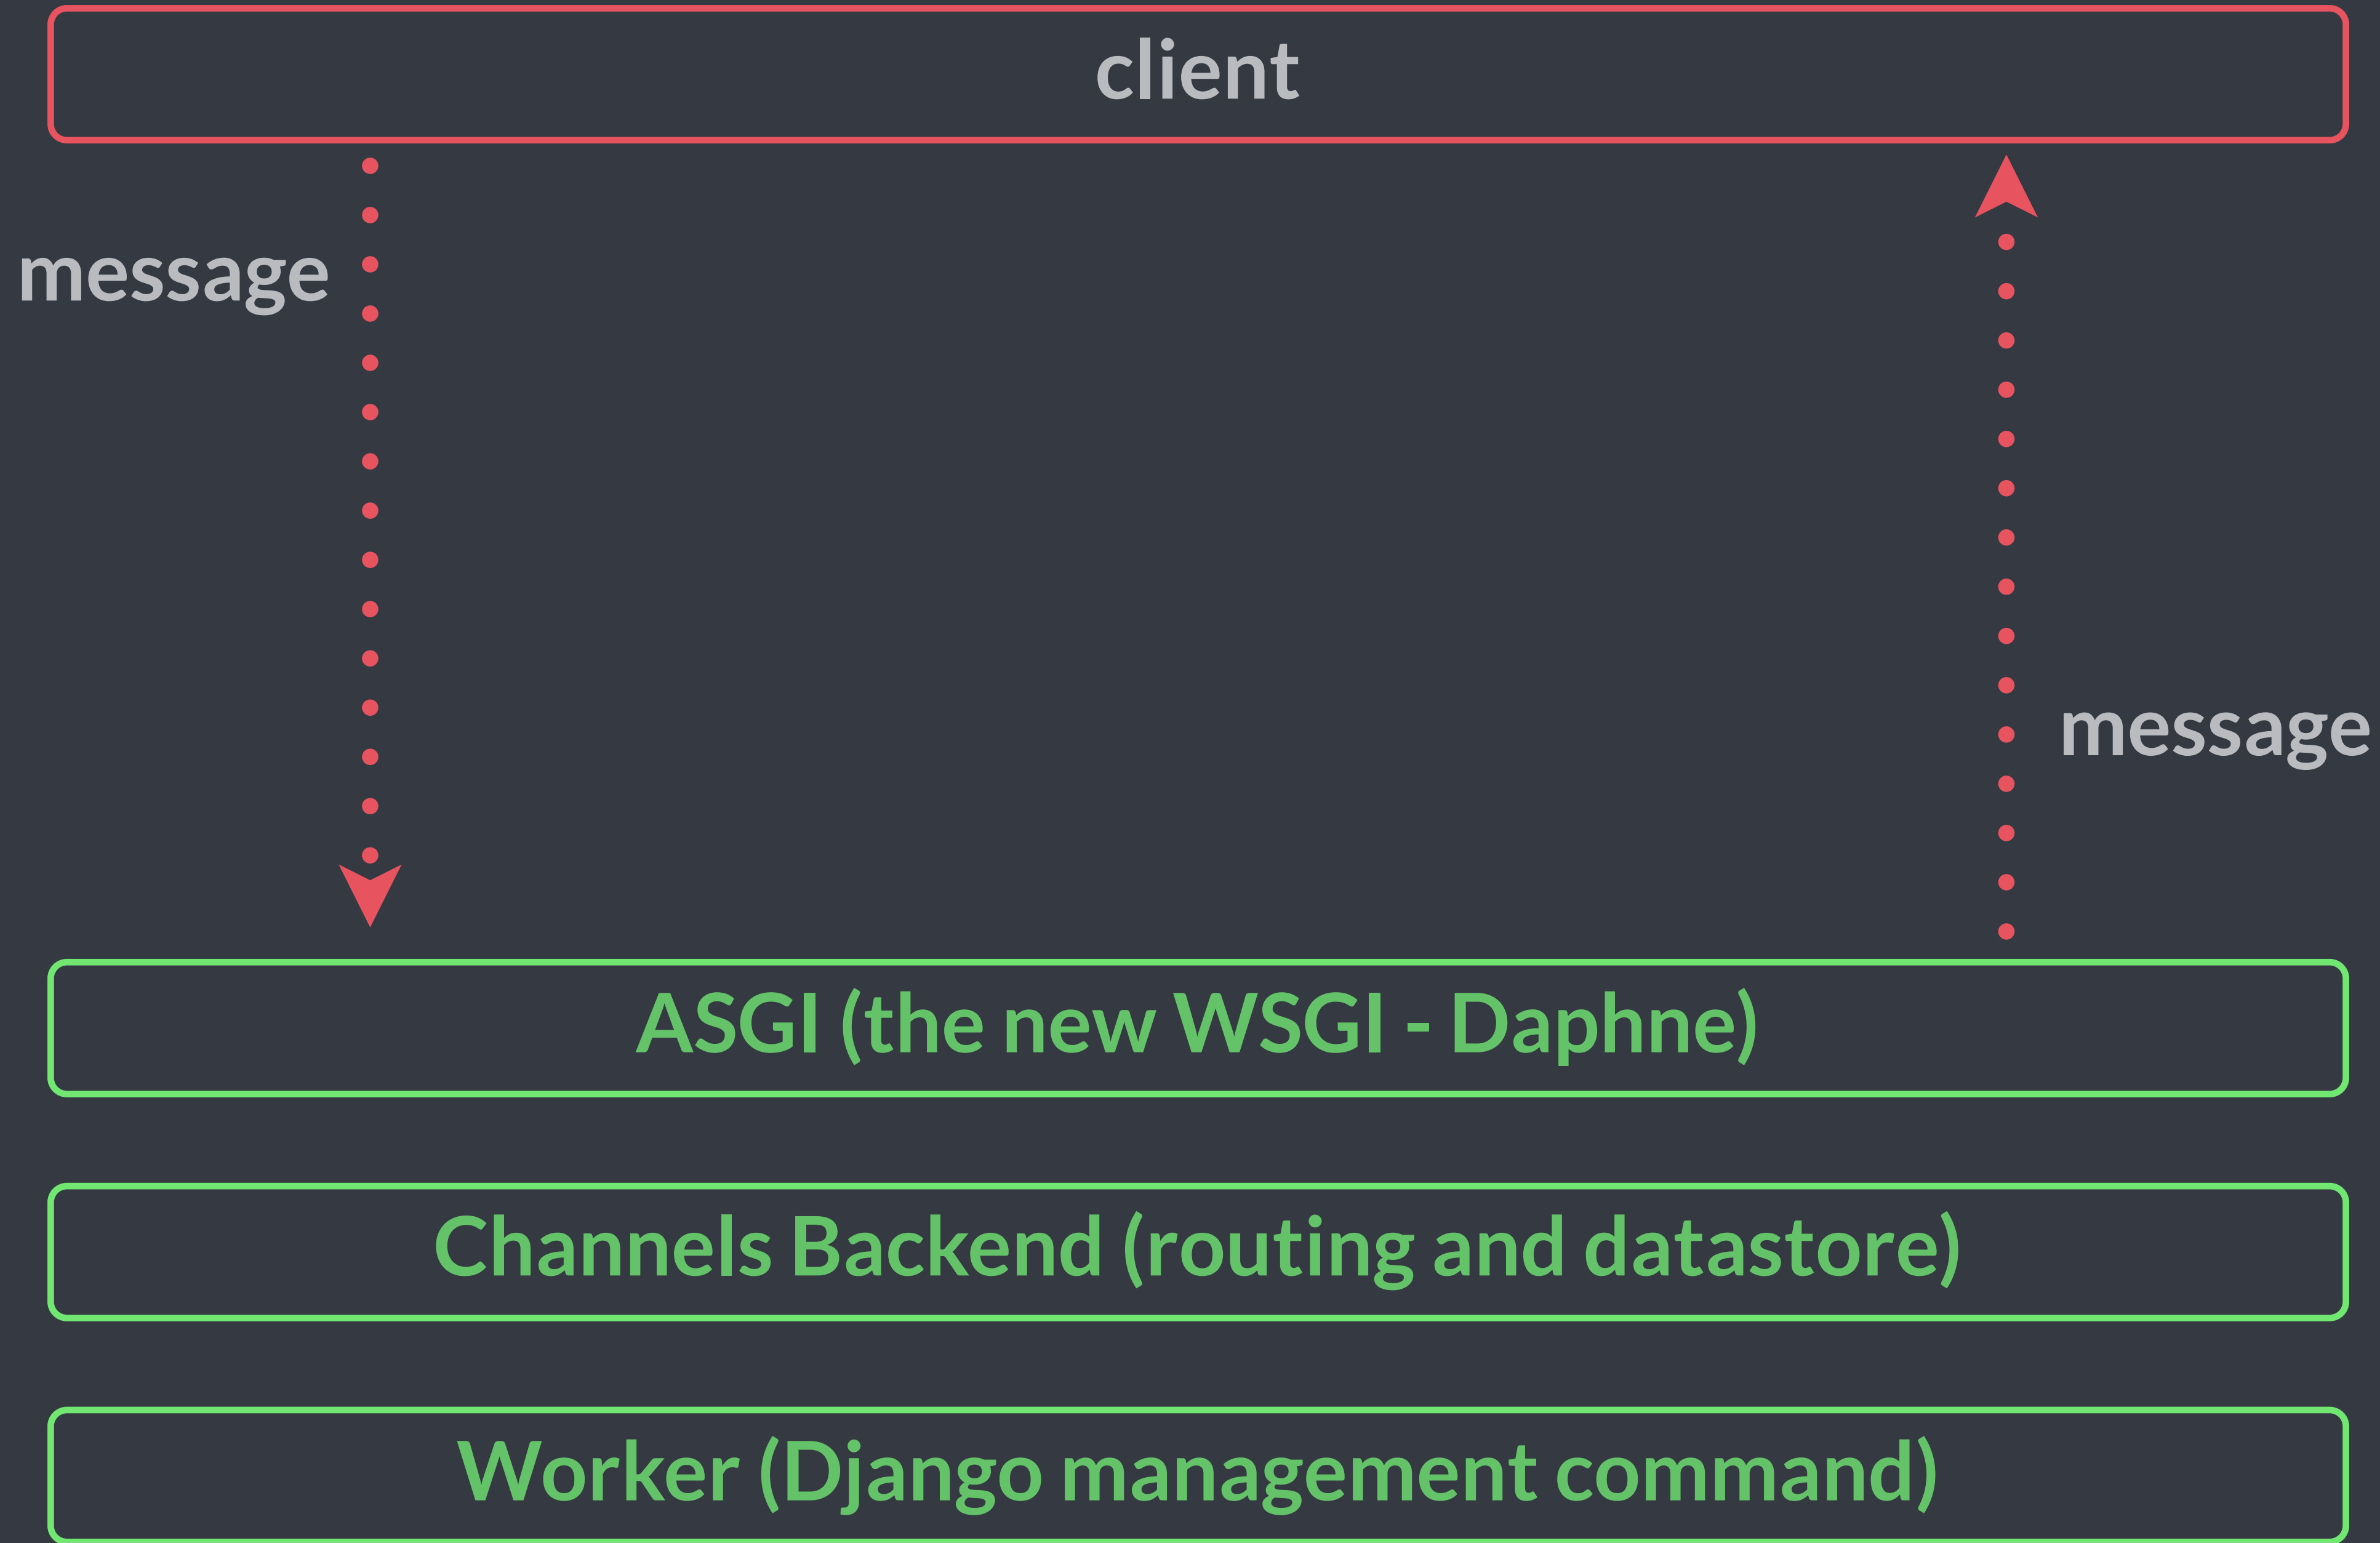 client
message
message
ASGI (the new WSGI - Daphne)
Channels Backend (routing and datastore)
Worker (Django management command)